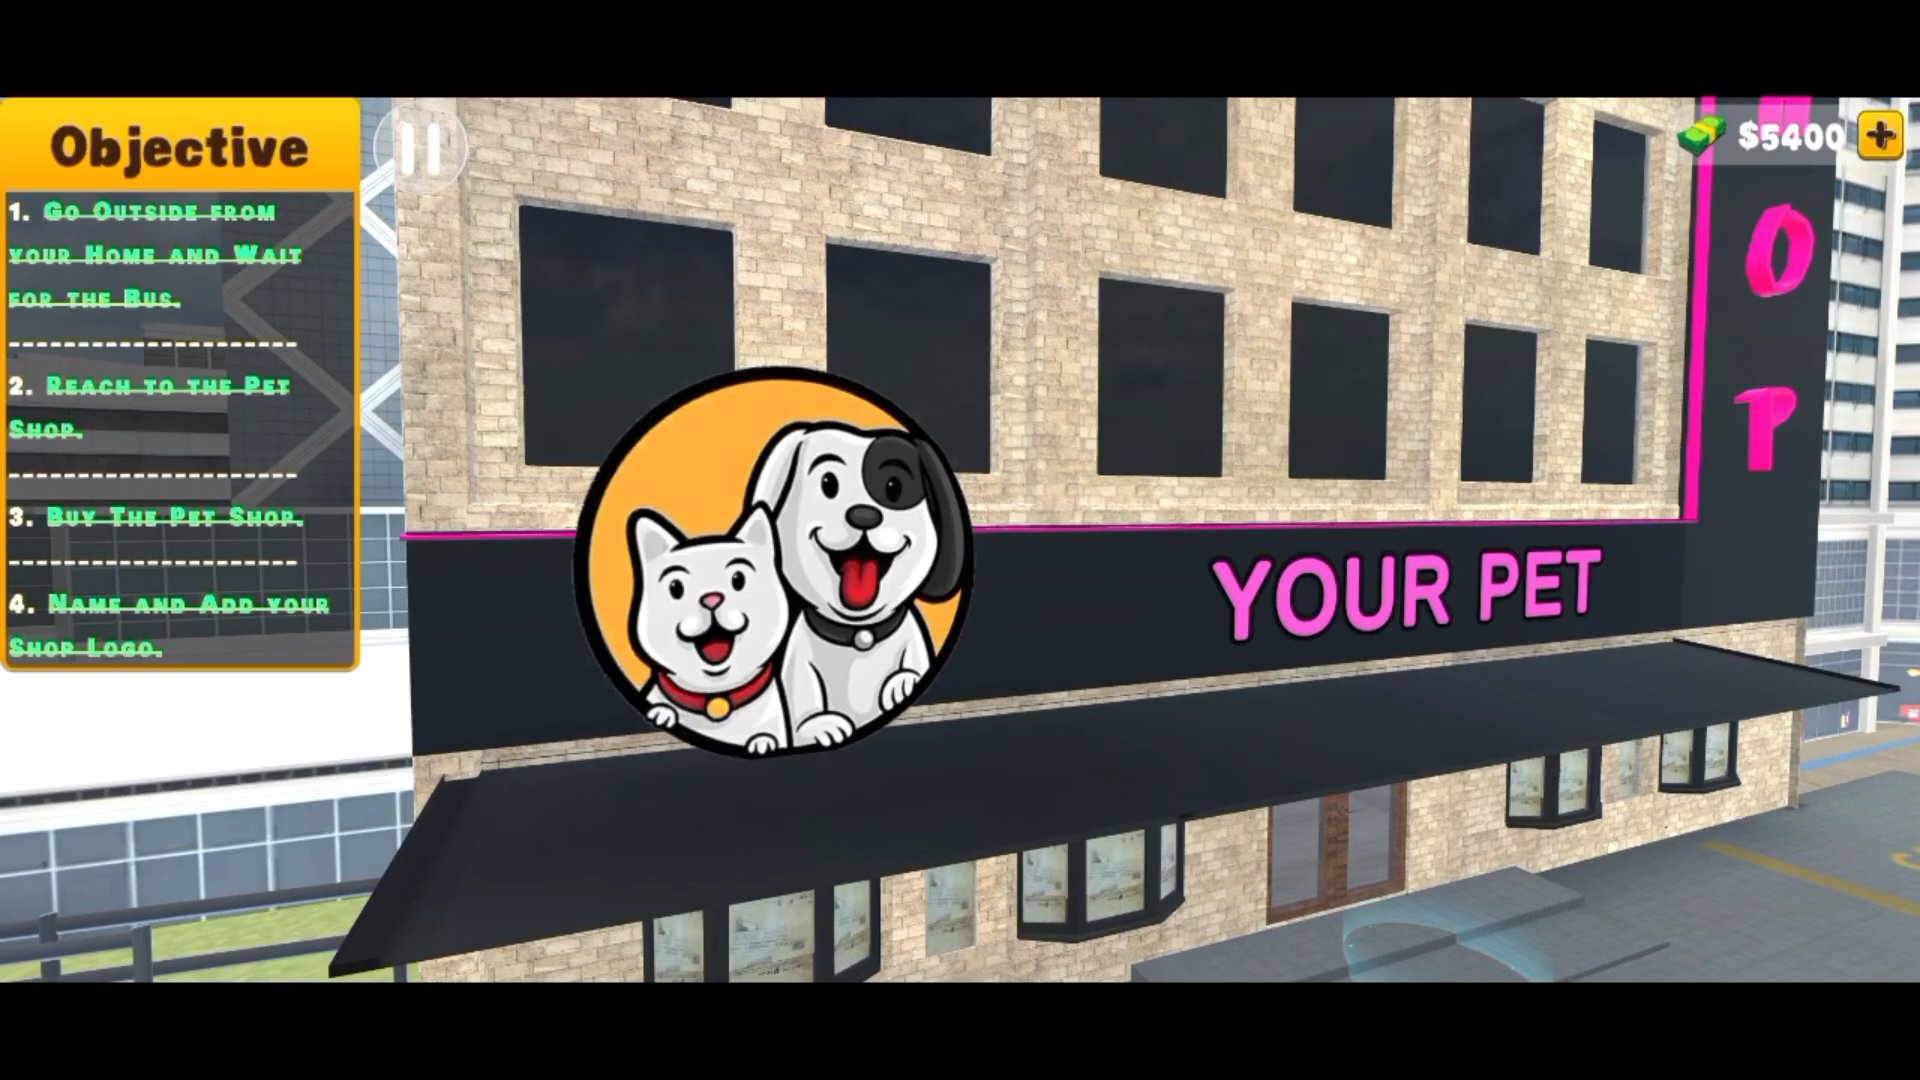 Objective
1. Go Outside from
your Home and Wait
for the Bus.
---------------------
2. Reach to the Pet
Shop.
---------------------
3. Buy The Pet Shop.
---------------------
4. Name and Add your
Shop Logo.
$5400
O
P
YOUR PET